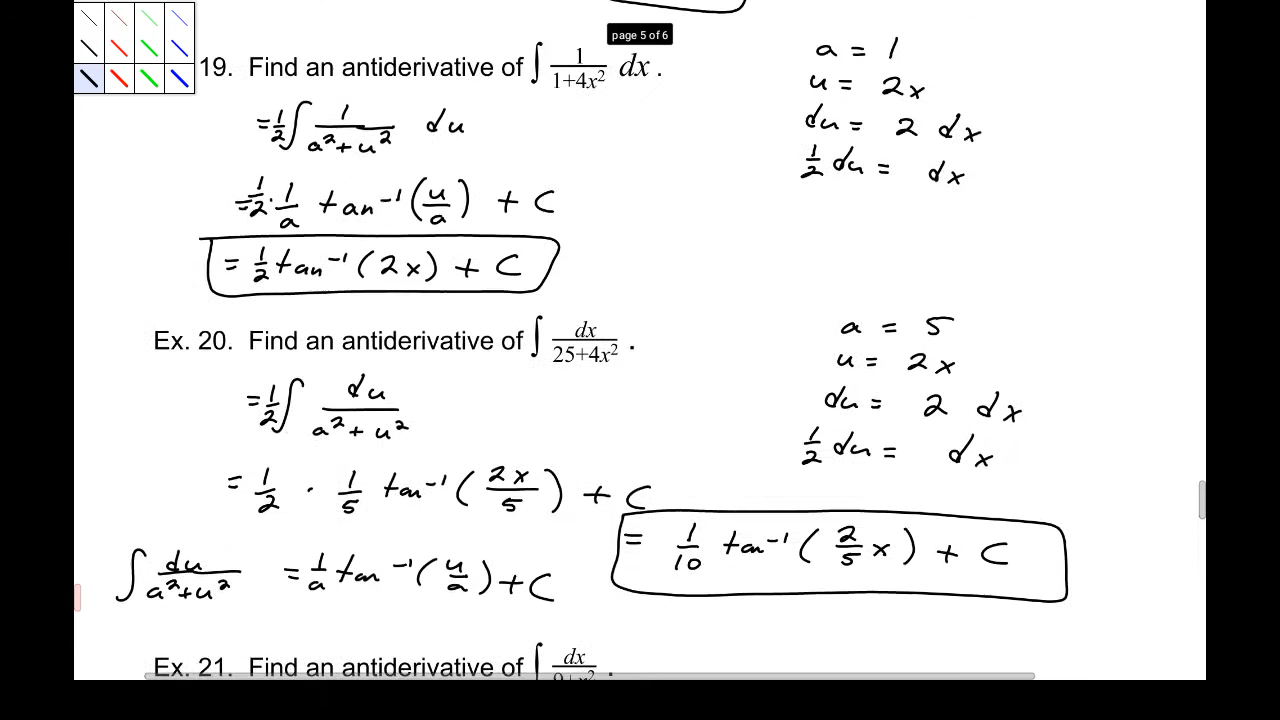 page 5 of 6
19. Find an antiderivative of ∫ 1/(1+4x²) dx .
a = 1
u = 2x
du = 2 dx
½ du = dx
= ½ ∫ 1/(a²+u²) du
= ½ · 1/a tan⁻¹(u/a) + C
= ½ tan⁻¹(2x) + C
Ex. 20. Find an antiderivative of ∫ dx/(25+4x²) .
a = 5
u = 2x
du = 2 dx
½ du = dx
= ½ ∫ du/(a²+u²)
= 1/2 · 1/5 tan⁻¹(2x/5) + C
= 1/10 tan⁻¹(2/5 x) + C
∫ du/(a²+u²) = 1/a tan⁻¹(u/a) + C
Ex. 21. Find an antiderivative of ∫ dx/(9+x²) .